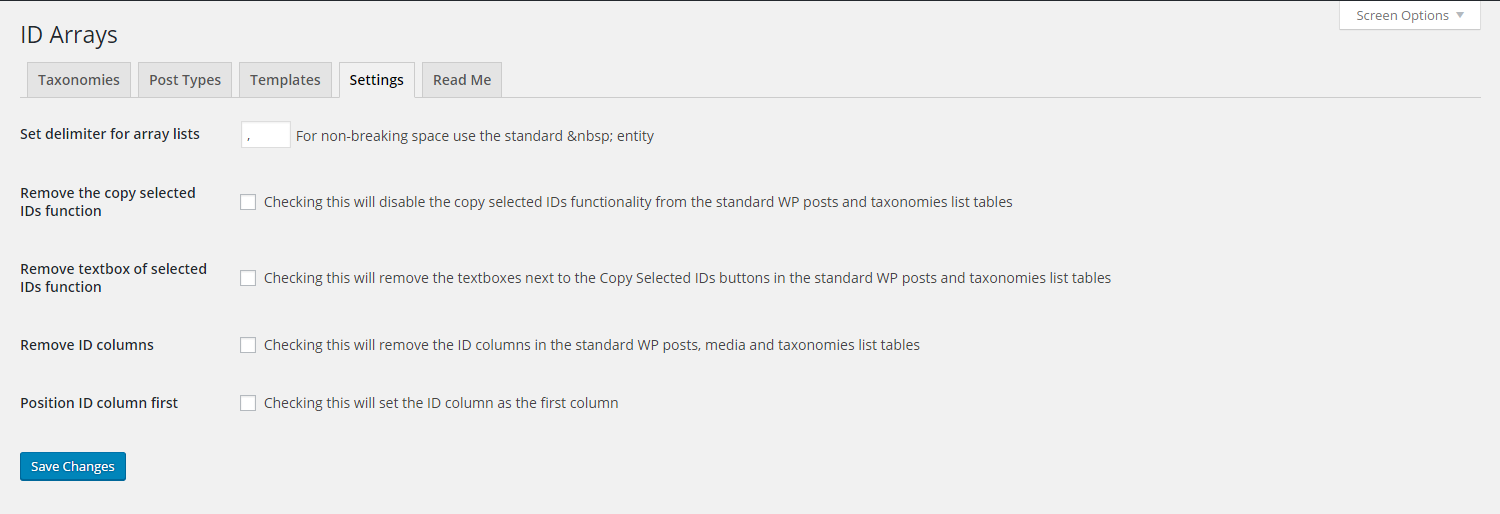 Screen Options
ID Arrays
Taxonomies
Post Types
Templates
Settings
Read Me
Set delimiter for array lists
, For non-breaking space use the standard &nbsp; entity
Remove the copy selected
IDs function
Checking this will disable the copy selected IDs functionality from the standard WP posts and taxonomies list tables
Remove textbox of selected
IDs function
Checking this will remove the textboxes next to the Copy Selected IDs buttons in the standard WP posts and taxonomies list tables
Remove ID columns
Checking this will remove the ID columns in the standard WP posts, media and taxonomies list tables
Position ID column first
Checking this will set the ID column as the first column
Save Changes